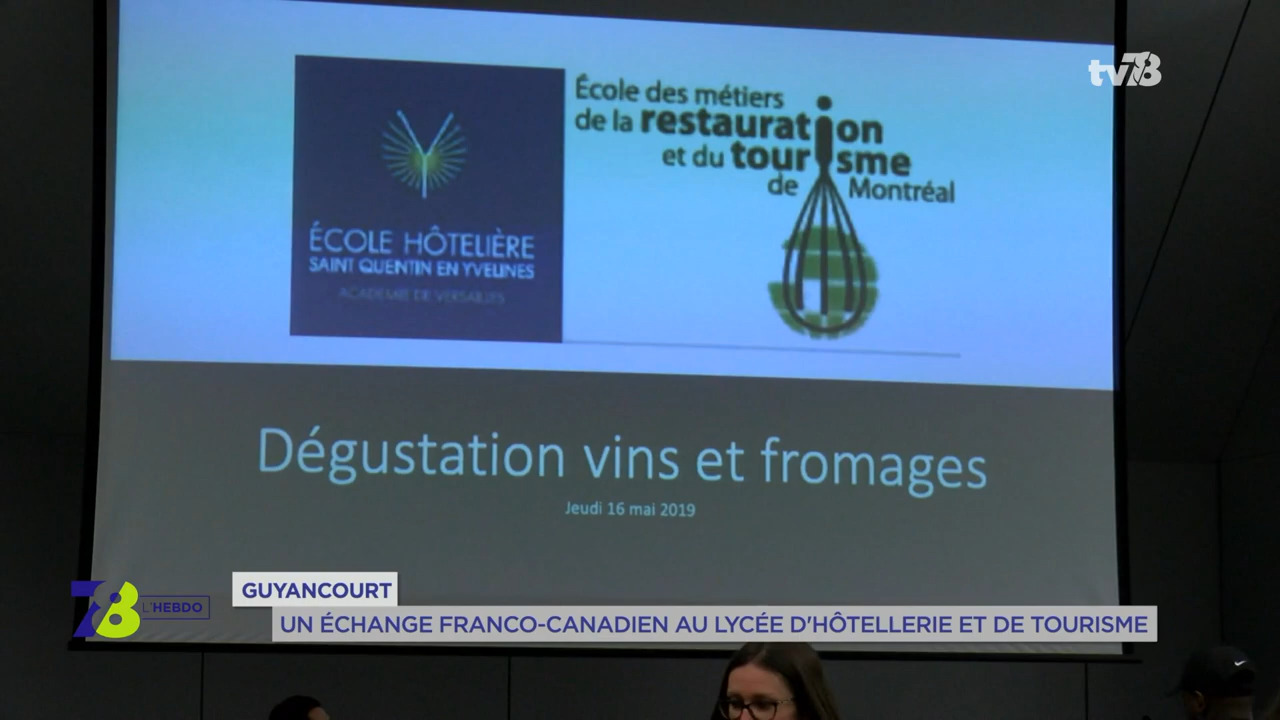 tv78
École des métiers
de la restauration
et du tourisme
de Montréal
ÉCOLE HÔTELIÈRE
SAINT QUENTIN EN YVELINES
ACADÉMIE DE VERSAILLES
Dégustation vins et fromages
Jeudi 16 mai 2019
78 L'HEBDO
GUYANCOURT
UN ÉCHANGE FRANCO-CANADIEN AU LYCÉE D'HÔTELLERIE ET DE TOURISME